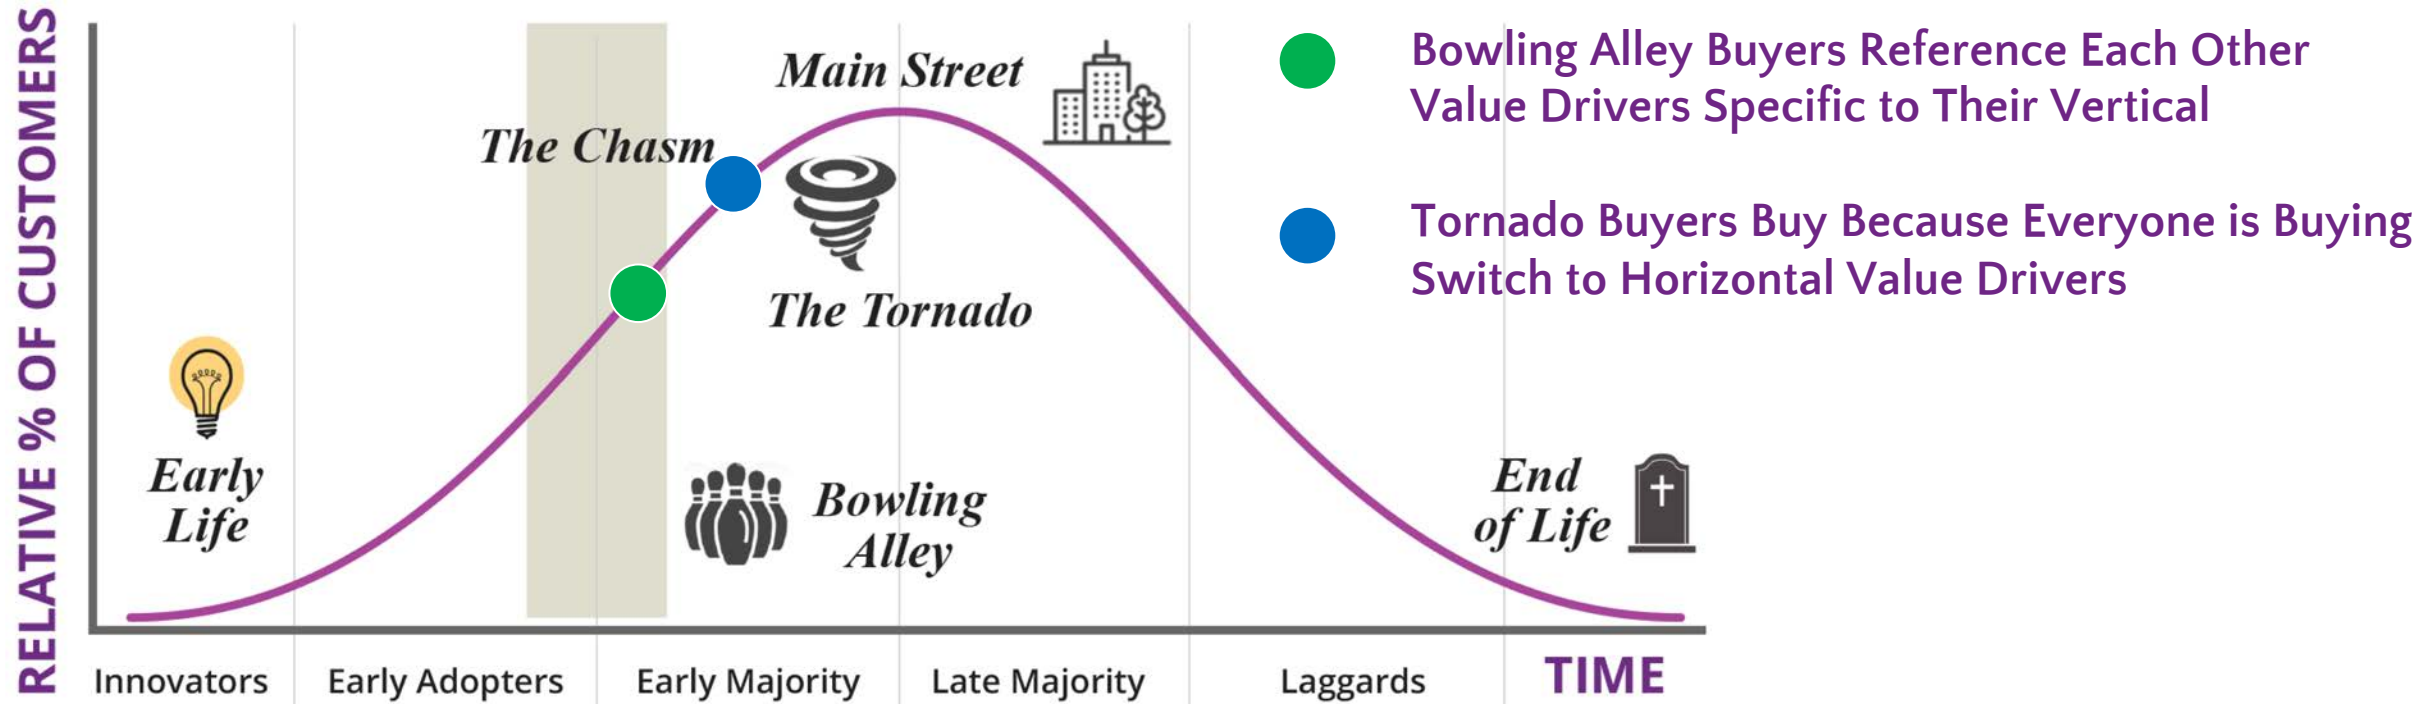 RELATIVE % OF CUSTOMERS
Main Street
The Chasm
The Tornado
Early
Life
Bowling
Alley
End
of Life
Innovators
Early Adopters
Early Majority
Late Majority
Laggards
TIME
Bowling Alley Buyers Reference Each Other
Value Drivers Specific to Their Vertical
Tornado Buyers Buy Because Everyone is Buying
Switch to Horizontal Value Drivers